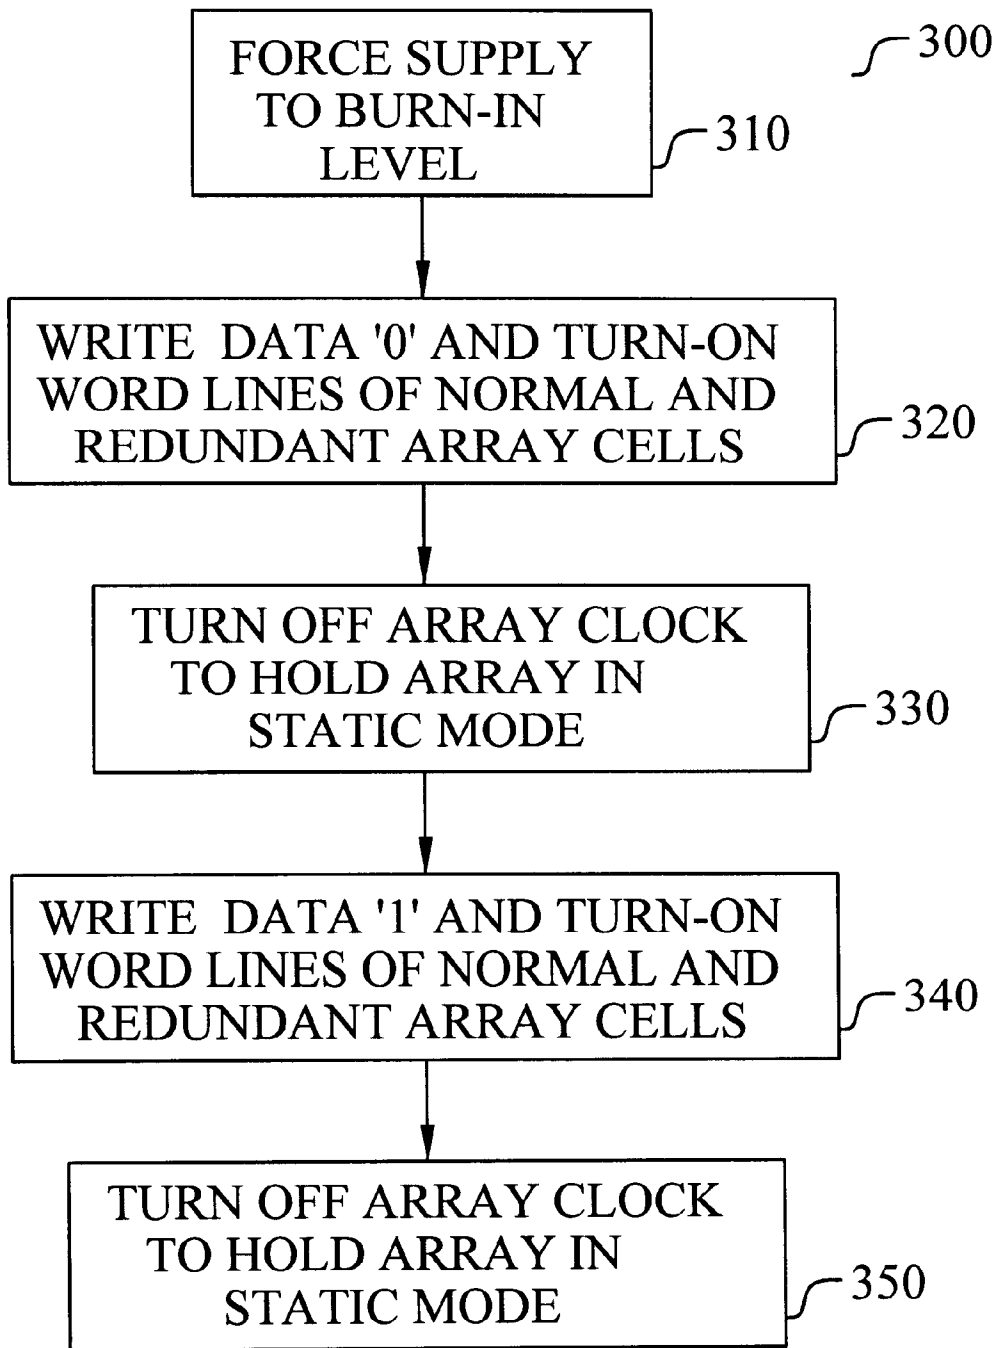 300
FORCE SUPPLY
TO BURN-IN
LEVEL
310
WRITE DATA '0' AND TURN-ON
WORD LINES OF NORMAL AND
REDUNDANT ARRAY CELLS
320
TURN OFF ARRAY CLOCK
TO HOLD ARRAY IN
STATIC MODE
330
WRITE DATA '1' AND TURN-ON
WORD LINES OF NORMAL AND
REDUNDANT ARRAY CELLS
340
TURN OFF ARRAY CLOCK
TO HOLD ARRAY IN
STATIC MODE
350